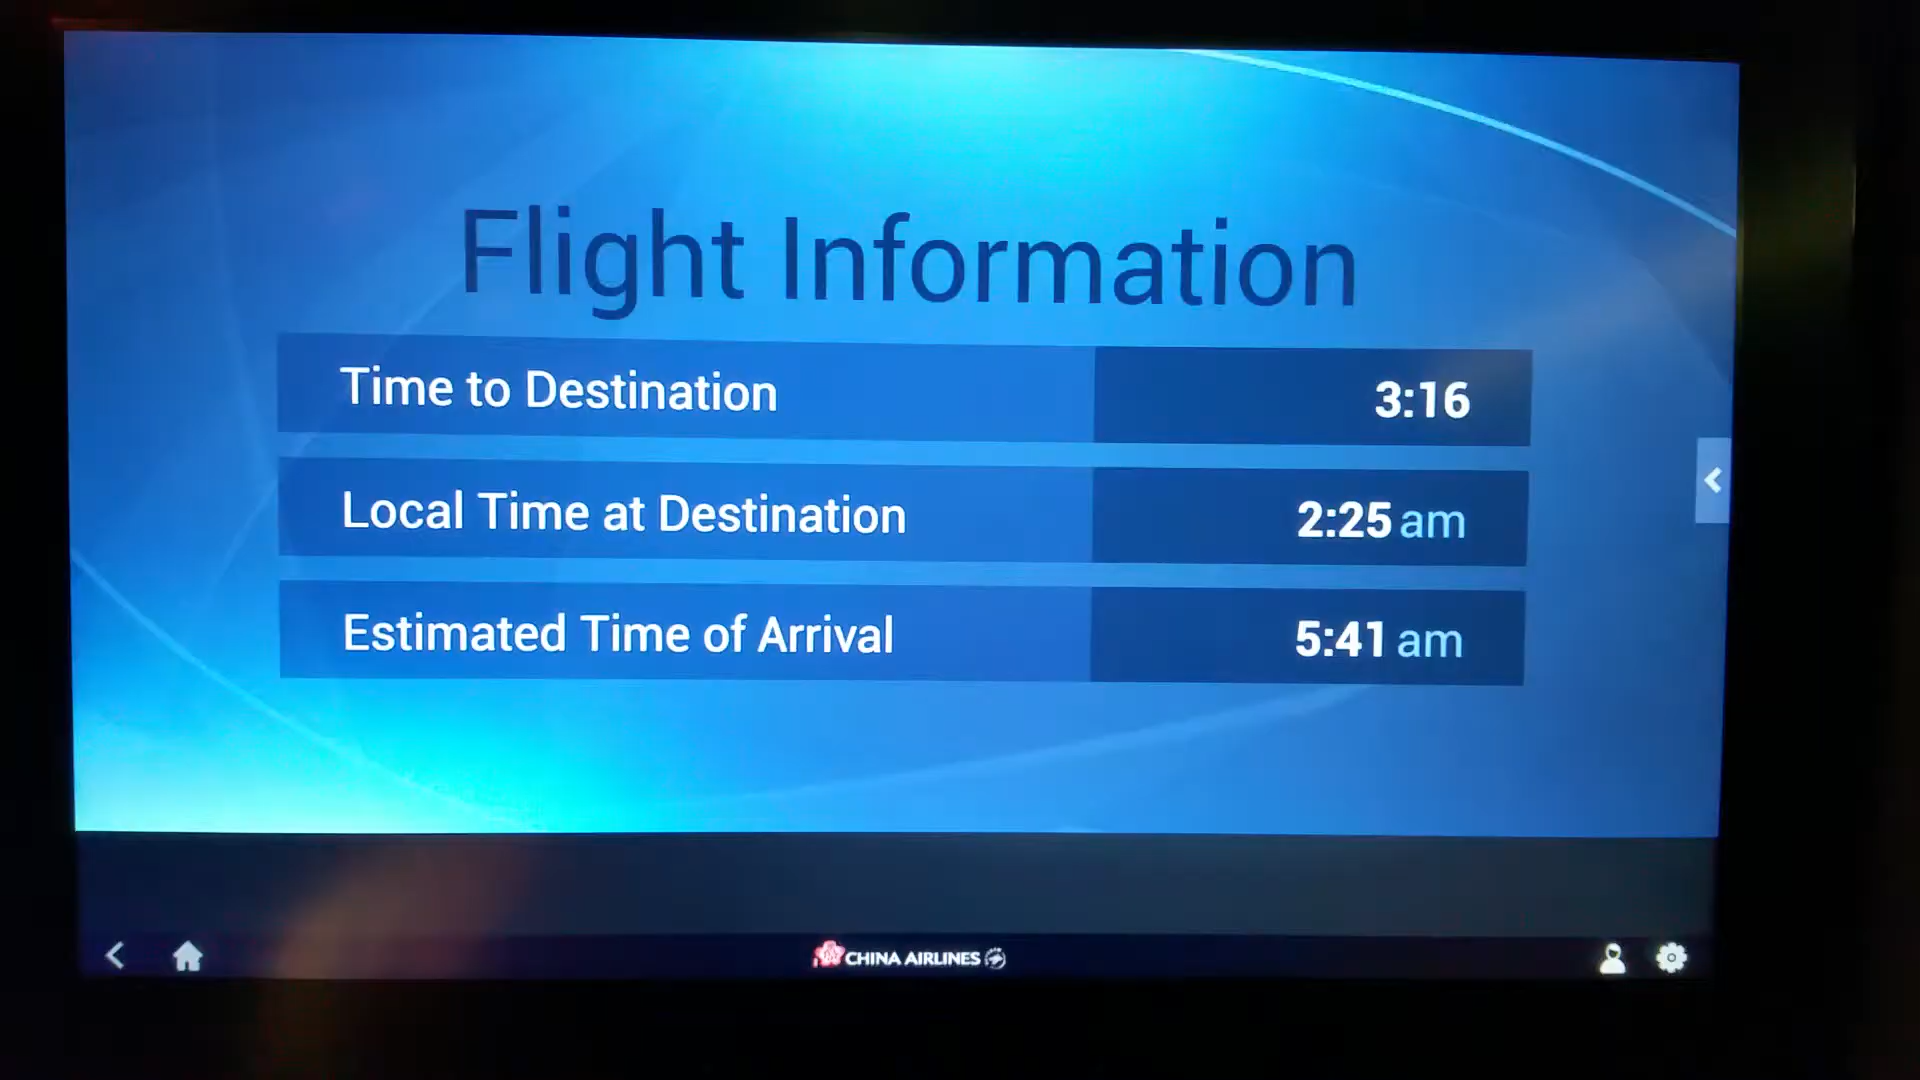 Flight Information
Time to Destination 3:16
Local Time at Destination 2:25 am
Estimated Time of Arrival 5:41 am
CHINA AIRLINES